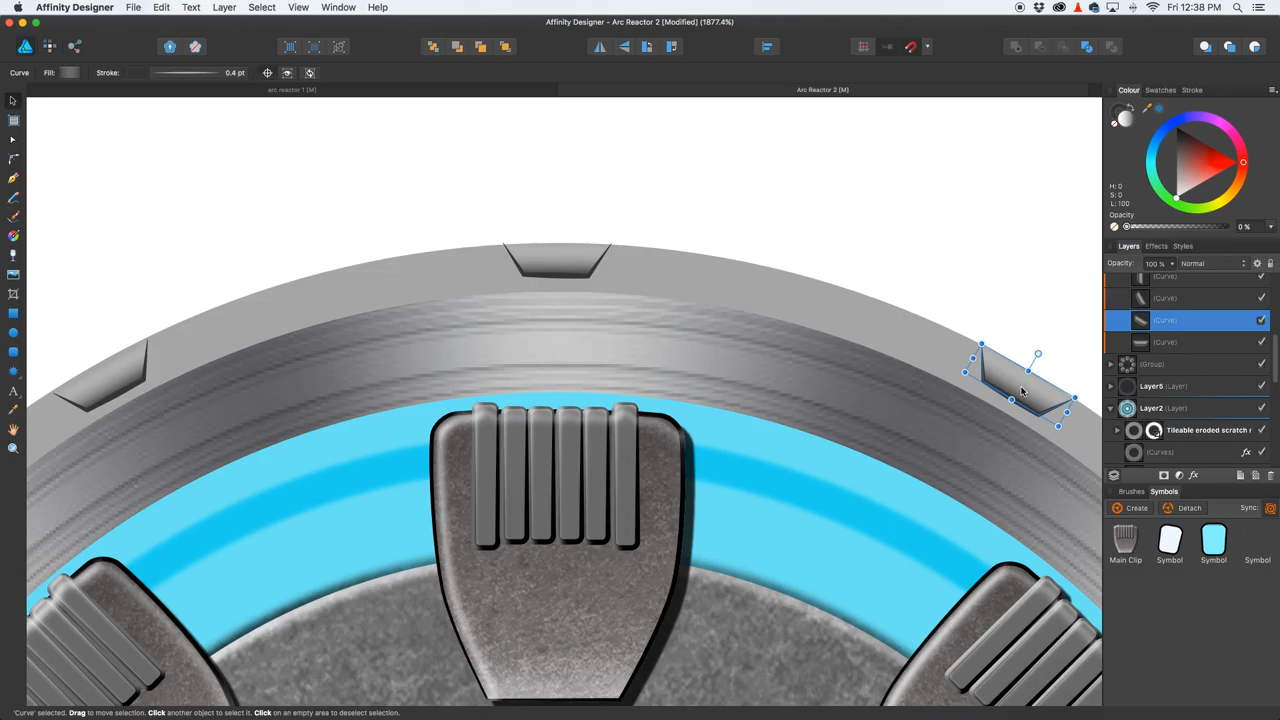 Affinity Designer File Edit Text Layer Select View Window Help
Fri 12:38 PM
Affinity Designer - Arc Reactor 2 [Modified] (1877.4%)
Curve Fill: Stroke: 0.4 pt
arc reactor 1 [M] Arc Reactor 2 [M]
Colour Swatches Stroke
H: 0
S: 0
L: 100
Opacity
0 %
Layers Effects Styles
Opacity: 100 % Normal
(Curve)
(Curve)
(Curve)
(Curve)
(Group)
Layer5 (Layer)
Layer2 (Layer)
Tileable eroded scratch r
(Curves) fx
fx
Brushes Symbols
Create Detach Sync:
Main Clip Symbol Symbol Symbol
'Curve' selected. Drag to move selection. Click another object to select it. Click on an empty area to deselect selection.